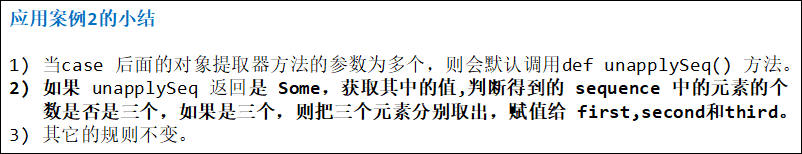 应用案例2的小结
1) 当case 后面的对象提取器方法的参数为多个，则会默认调用def unapplySeq() 方法。
2) 如果 unapplySeq 返回是 Some，获取其中的值,判断得到的 sequence 中的元素的个
数是否是三个，如果是三个，则把三个元素分别取出，赋值给 first,second和third。
3) 其它的规则不变。